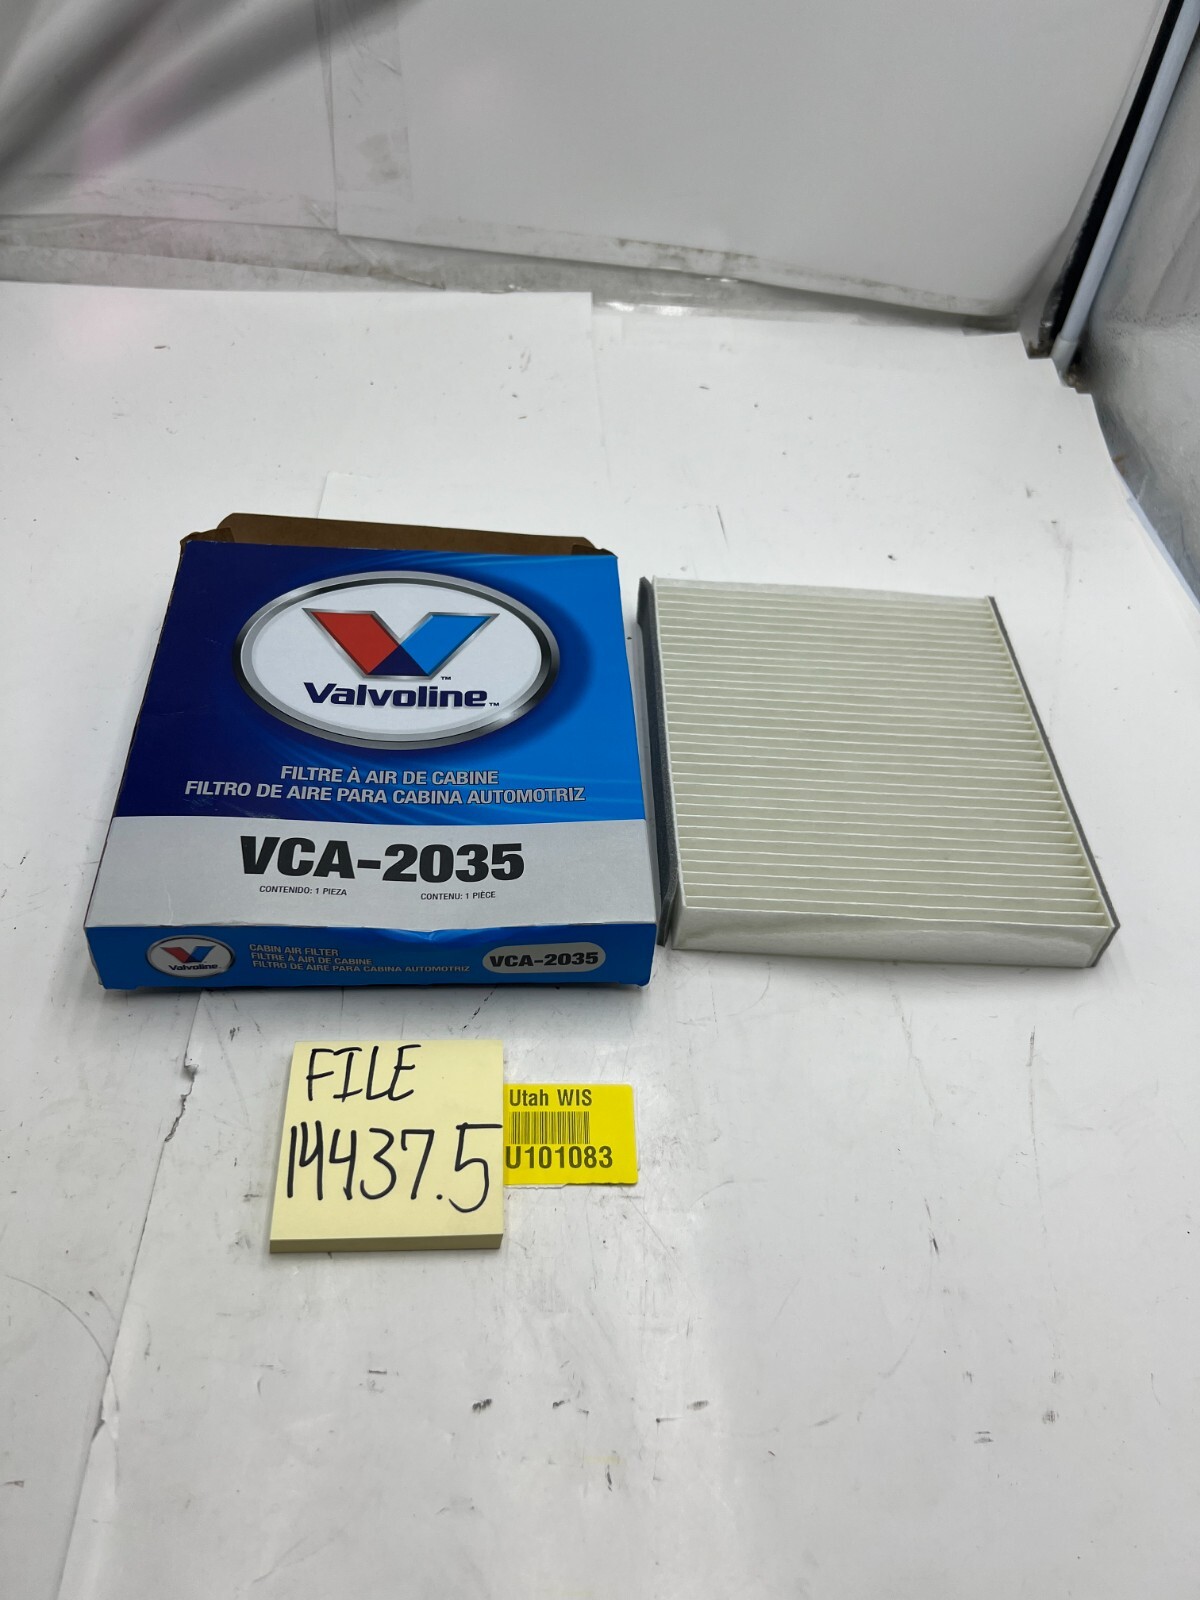 Valvoline™
FILTRE À AIR DE CABINE
FILTRO DE AIRE PARA CABINA AUTOMOTRIZ
VCA-2035
CONTENIDO: 1 PIEZA CONTENU: 1 PIÈCE
Valvoline
CABIN AIR FILTER
FILTRE À AIR DE CABINE
FILTRO DE AIRE PARA CABINA AUTOMOTRIZ
VCA-2035
FILE
14437.5
Utah WIS
U101083